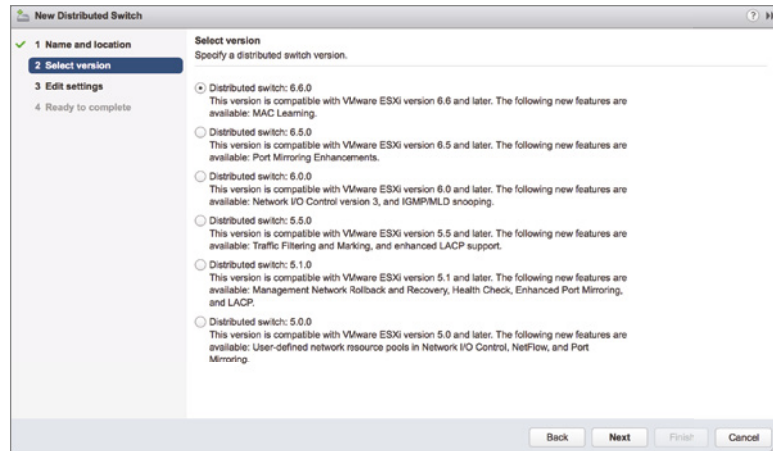 New Distributed Switch
?
1 Name and location
2 Select version
3 Edit settings
4 Ready to complete
Select version
Specify a distributed switch version.
Distributed switch: 6.6.0
This version is compatible with VMware ESXi version 6.6 and later. The following new features are
available: MAC Learning.
Distributed switch: 6.5.0
This version is compatible with VMware ESXi version 6.5 and later. The following new features are
available: Port Mirroring Enhancements.
Distributed switch: 6.0.0
This version is compatible with VMware ESXi version 6.0 and later. The following new features are
available: Network I/O Control version 3, and IGMP/MLD snooping.
Distributed switch: 5.5.0
This version is compatible with VMware ESXi version 5.5 and later. The following new features are
available: Traffic Filtering and Marking, and enhanced LACP support.
Distributed switch: 5.1.0
This version is compatible with VMware ESXi version 5.1 and later. The following new features are
available: Management Network Rollback and Recovery, Health Check, Enhanced Port Mirroring,
and LACP.
Distributed switch: 5.0.0
This version is compatible with VMware ESXi version 5.0 and later. The following new features are
available: User-defined network resource pools in Network I/O Control, NetFlow, and Port
Mirroring.
Back
Next
Finish
Cancel